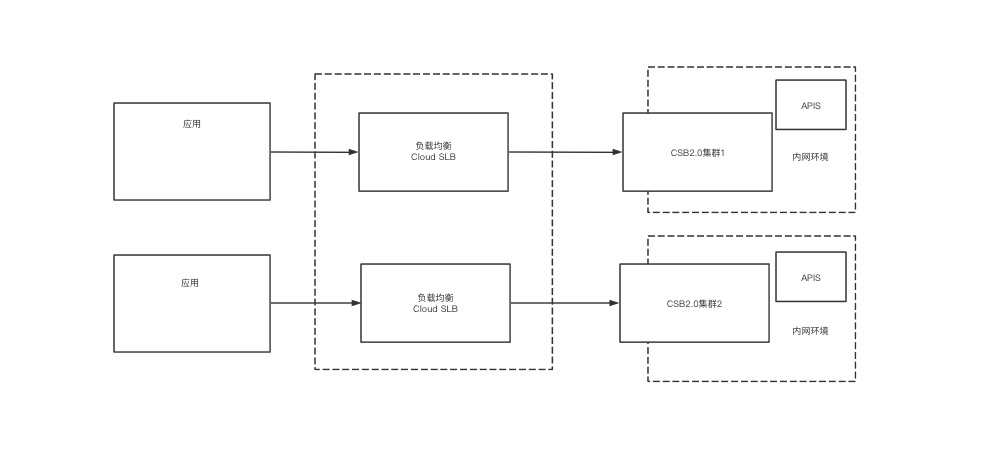 应用
负载均衡
Cloud SLB
CSB2.0集群1
APIS
内网环境
应用
负载均衡
Cloud SLB
CSB2.0集群2
APIS
内网环境